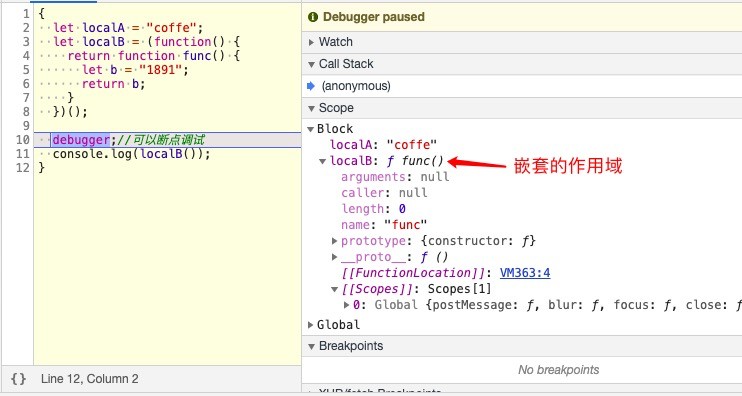 1 {
2 let localA = "coffe";
3 let localB = (function() {
4 return function func() {
5 let b = "1891";
6 return b;
7 }
8 })();
9
10 debugger;//可以断点调试
11 console.log(localB());
12 }
{} Line 12, Column 2
Debugger paused
Watch
Call Stack
(anonymous)
Scope
Block
localA: "coffe"
localB: ƒ func() 嵌套的作用域
arguments: null
caller: null
length: 0
name: "func"
prototype: {constructor: ƒ}
__proto__: ƒ ()
[[FunctionLocation]]: VM363:4
[[Scopes]]: Scopes[1]
0: Global {postMessage: ƒ, blur: ƒ, focus: ƒ, close: ƒ
Global
Breakpoints
No breakpoints